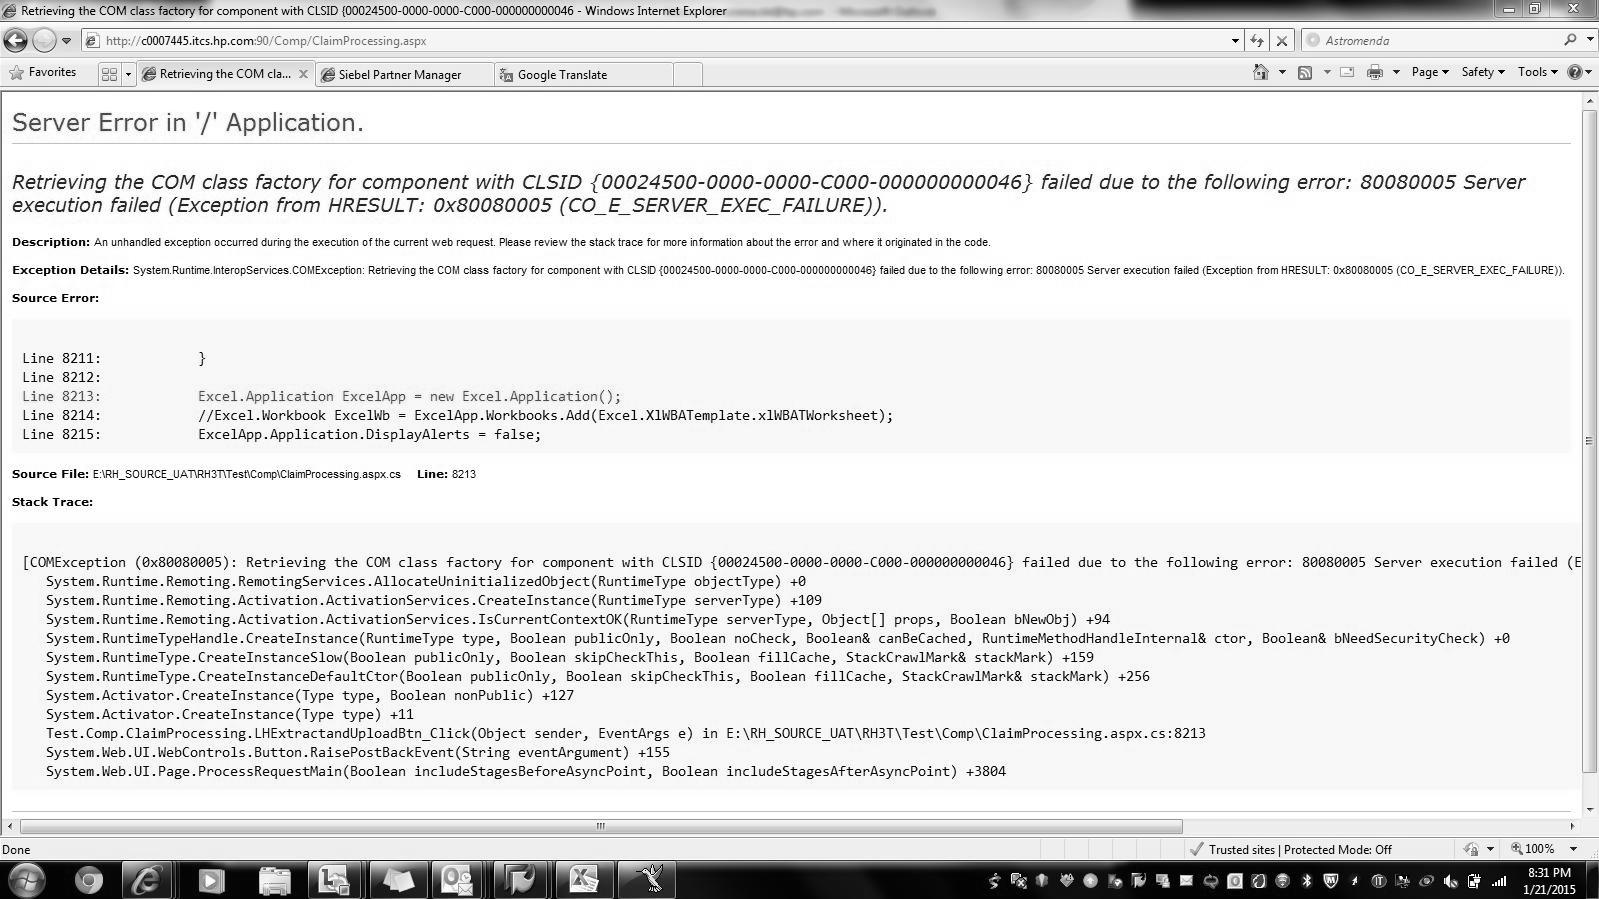 Retrieving the COM class factory for component with CLSID {00024500-0000-0000-C000-000000000046 - Windows Internet Explorer
http://c0007445.itcs.hp.com:90/Comp/ClaimProcessing.aspx
Astromenda
Favorites
Retrieving the COM cla...
Siebel Partner Manager
Google Translate
Page
Safety
Tools
Server Error in '/' Application.
Retrieving the COM class factory for component with CLSID {00024500-0000-0000-C000-000000000046} failed due to the following error: 80080005 Server
execution failed (Exception from HRESULT: 0x80080005 (CO_E_SERVER_EXEC_FAILURE)).
Description: An unhandled exception occurred during the execution of the current web request. Please review the stack trace for more information about the error and where it originated in the code.
Exception Details: System.Runtime.InteropServices.COMException: Retrieving the COM class factory for component with CLSID {00024500-0000-0000-C000-000000000046} failed due to the following error: 80080005 Server execution failed (Exception from HRESULT: 0x80080005 (CO_E_SERVER_EXEC_FAILURE)).
Source Error:
Line 8211:            }
Line 8212:
Line 8213:            Excel.Application ExcelApp = new Excel.Application();
Line 8214:            //Excel.Workbook ExcelWb = ExcelApp.Workbooks.Add(Excel.XlWBATemplate.xlWBATWorksheet);
Line 8215:            ExcelApp.Application.DisplayAlerts = false;
Source File: E:\RH_SOURCE_UAT\RH3T\Test\Comp\ClaimProcessing.aspx.cs    Line: 8213
Stack Trace:
[COMException (0x80080005): Retrieving the COM class factory for component with CLSID {00024500-0000-0000-C000-000000000046} failed due to the following error: 80080005 Server execution failed (E
System.Runtime.Remoting.RemotingServices.AllocateUninitializedObject(RuntimeType objectType) +0
System.Runtime.Remoting.Activation.ActivationServices.CreateInstance(RuntimeType serverType) +109
System.Runtime.Remoting.Activation.ActivationServices.IsCurrentContextOK(RuntimeType serverType, Object[] props, Boolean bNewObj) +94
System.RuntimeTypeHandle.CreateInstance(RuntimeType type, Boolean publicOnly, Boolean noCheck, Boolean& canBeCached, RuntimeMethodHandleInternal& ctor, Boolean& bNeedSecurityCheck) +0
System.RuntimeType.CreateInstanceSlow(Boolean publicOnly, Boolean skipCheckThis, Boolean fillCache, StackCrawlMark& stackMark) +159
System.RuntimeType.CreateInstanceDefaultCtor(Boolean publicOnly, Boolean skipCheckThis, Boolean fillCache, StackCrawlMark& stackMark) +256
System.Activator.CreateInstance(Type type, Boolean nonPublic) +127
System.Activator.CreateInstance(Type type) +11
Test.Comp.ClaimProcessing.LHExtractandUploadBtn_Click(Object sender, EventArgs e) in E:\RH_SOURCE_UAT\RH3T\Test\Comp\ClaimProcessing.aspx.cs:8213
System.Web.UI.WebControls.Button.RaisePostBackEvent(String eventArgument) +155
System.Web.UI.Page.ProcessRequestMain(Boolean includeStagesBeforeAsyncPoint, Boolean includeStagesAfterAsyncPoint) +3804
Done
Trusted sites | Protected Mode: Off
100%
8:31 PM
1/21/2015